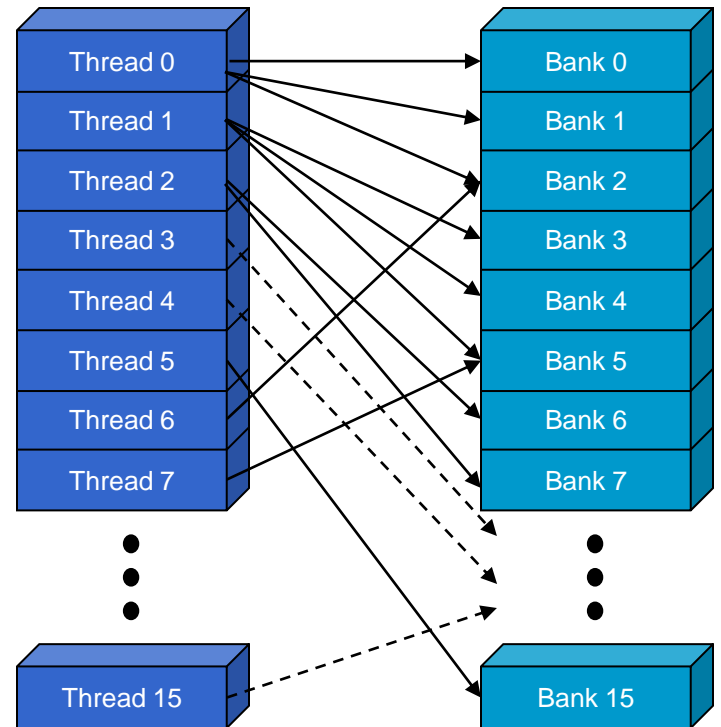 Thread 0
Thread 1
Thread 2
Thread 3
Thread 4
Thread 5
Thread 6
Thread 7
Thread 15
Bank 0
Bank 1
Bank 2
Bank 3
Bank 4
Bank 5
Bank 6
Bank 7
Bank 15